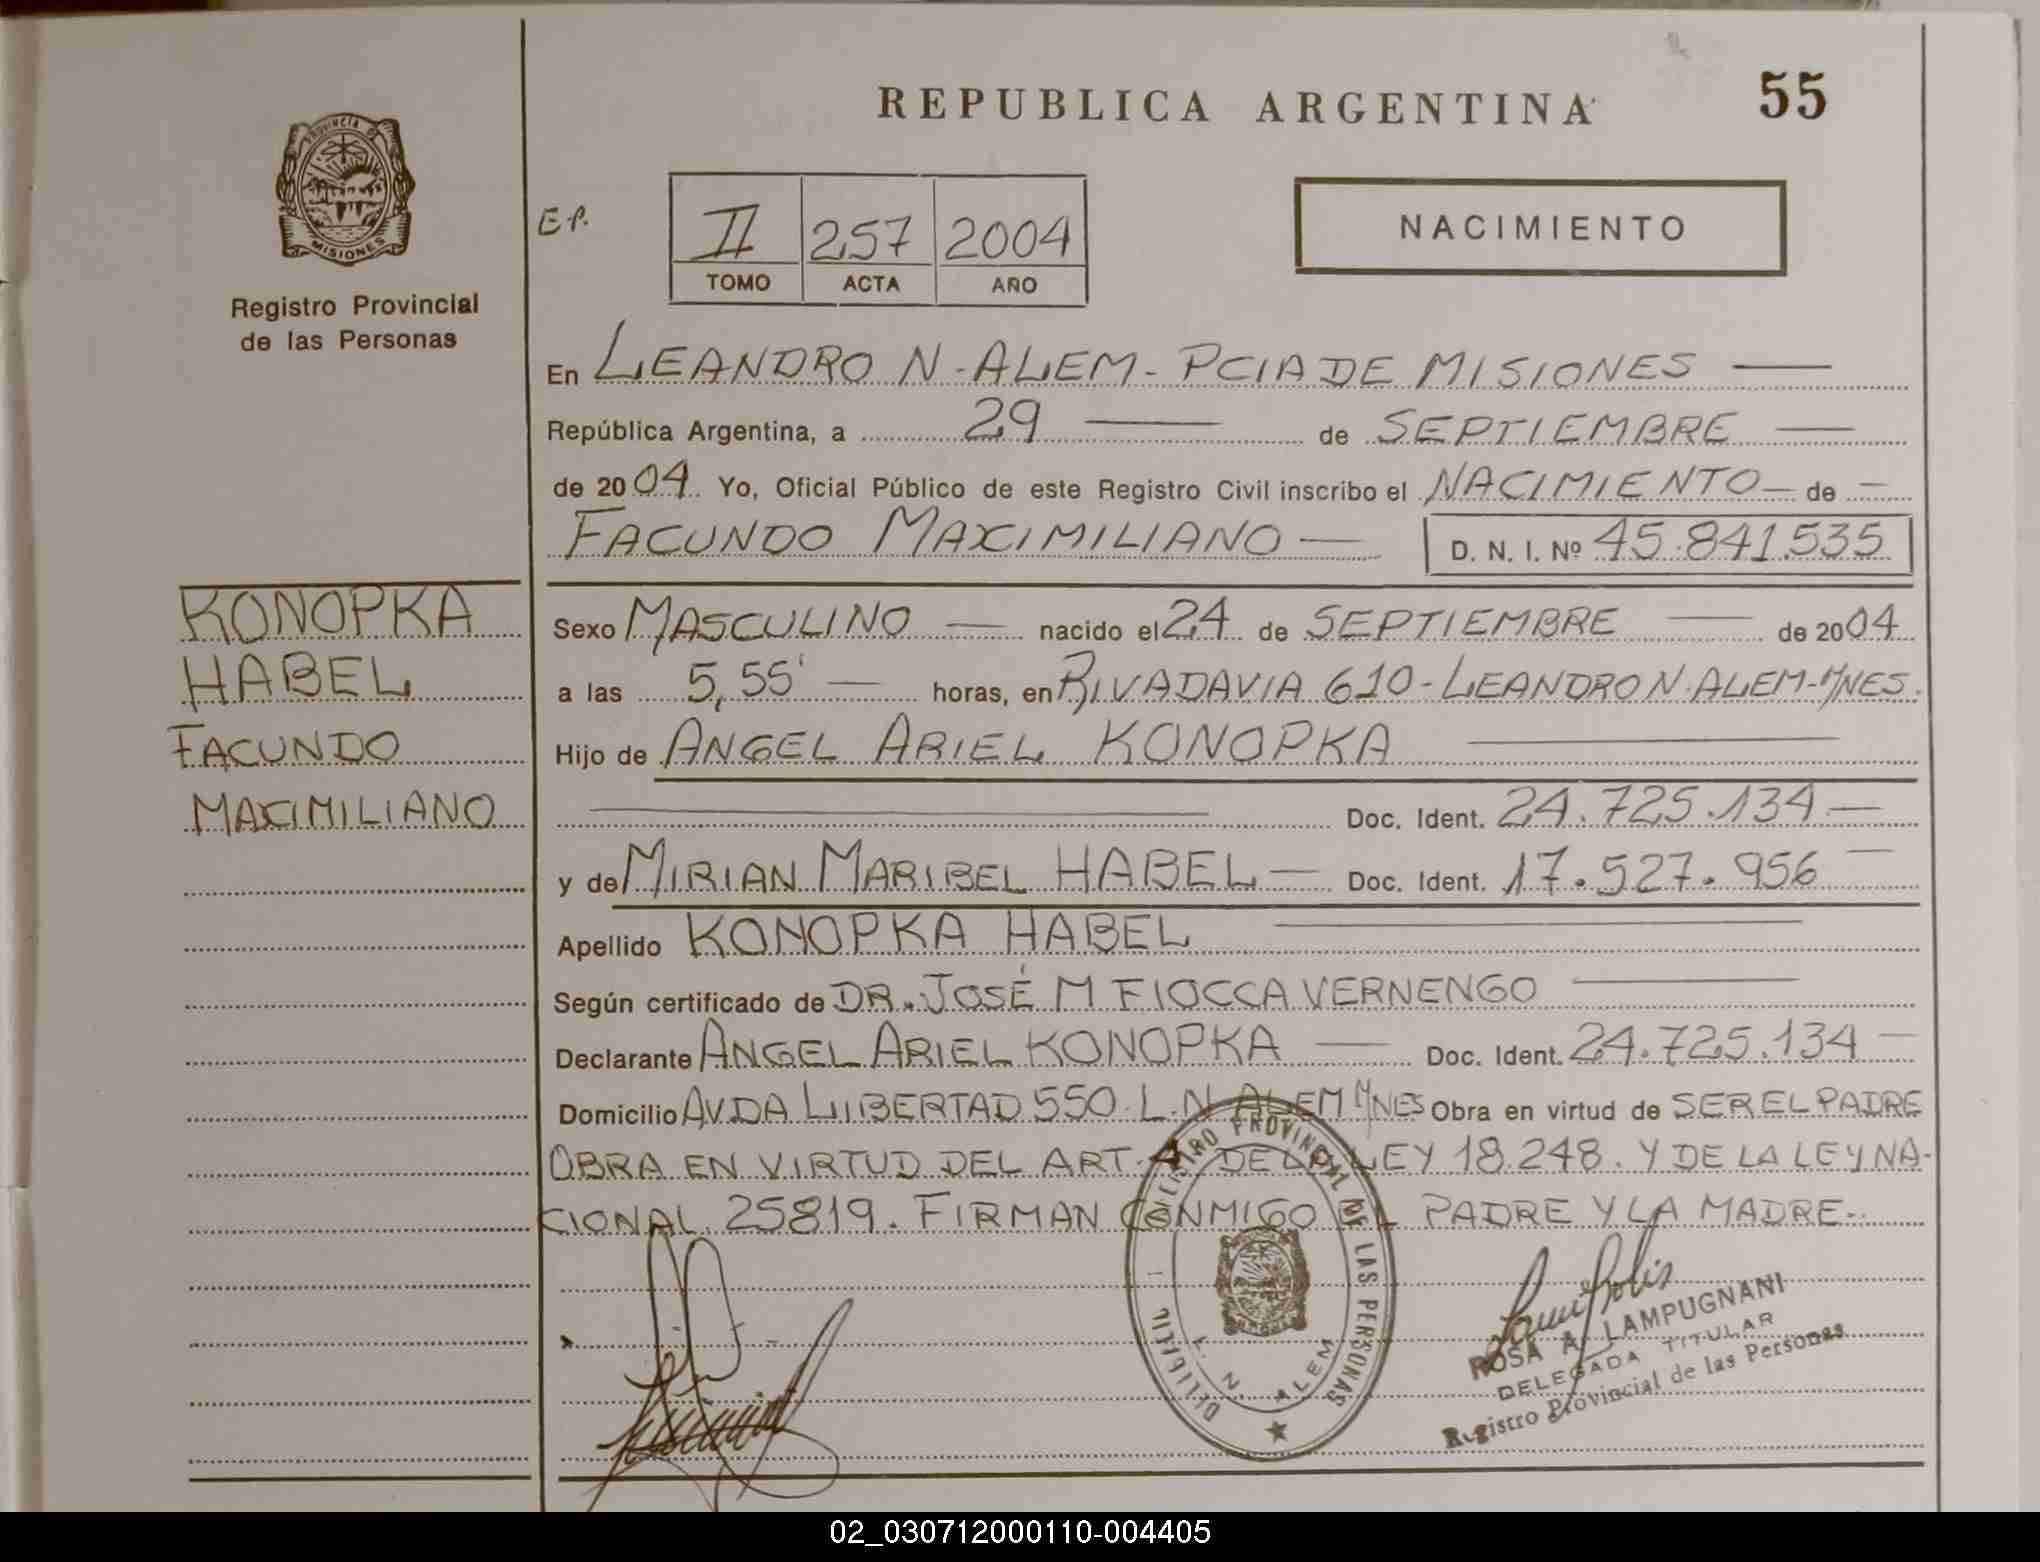 REPUBLICA ARGENTINA
55
PROVINCIA DE
MISIONES
Registro Provincial
de las Personas
E.P.
II 257 2004
TOMO ACTA AÑO
NACIMIENTO
En LEANDRO N-ALEM-PCIA DE MISIONES
República Argentina, a 29 de SEPTIEMBRE
de 2004 Yo, Oficial Público de este Registro Civil inscribo el NACIMIENTO de
FACUNDO MAXIMILIANO D. N. I. Nº 45.841.535
KONOPKA
HABEL
FACUNDO
MAXIMILIANO
Sexo MASCULINO nacido el 24 de SEPTIEMBRE de 2004
a las 5,55' horas, en RIVADAVIA 610-LEANDRO N. ALEM-MNES.
Hijo de ANGEL ARIEL KONOPKA
Doc. Ident. 24.725.134
y de MIRIAN MARIBEL HABEL Doc. Ident. 17.527.956
Apellido KONOPKA HABEL
Según certificado de DR. JOSÉ M FIOCCA VERNENGO
Declarante ANGEL ARIEL KONOPKA Doc. Ident. 24.725.134
Domicilio AVDA LIBERTAD 550. L.N ALEM MNES Obra en virtud de SER EL PADRE
OBRA EN VIRTUD DEL ART. 4 DE LA LEY 18.248. Y DE LA LEY NA-
CIONAL. 25819. FIRMAN CONMIGO EL PADRE Y LA MADRE.
REGISTRO PROVINCIAL DE LAS PERSONAS
L. N. ALEM
ROSA A. LAMPUGNANI
DELEGADA TITULAR
Registro Provincial de las Personas
02_030712000110-004405